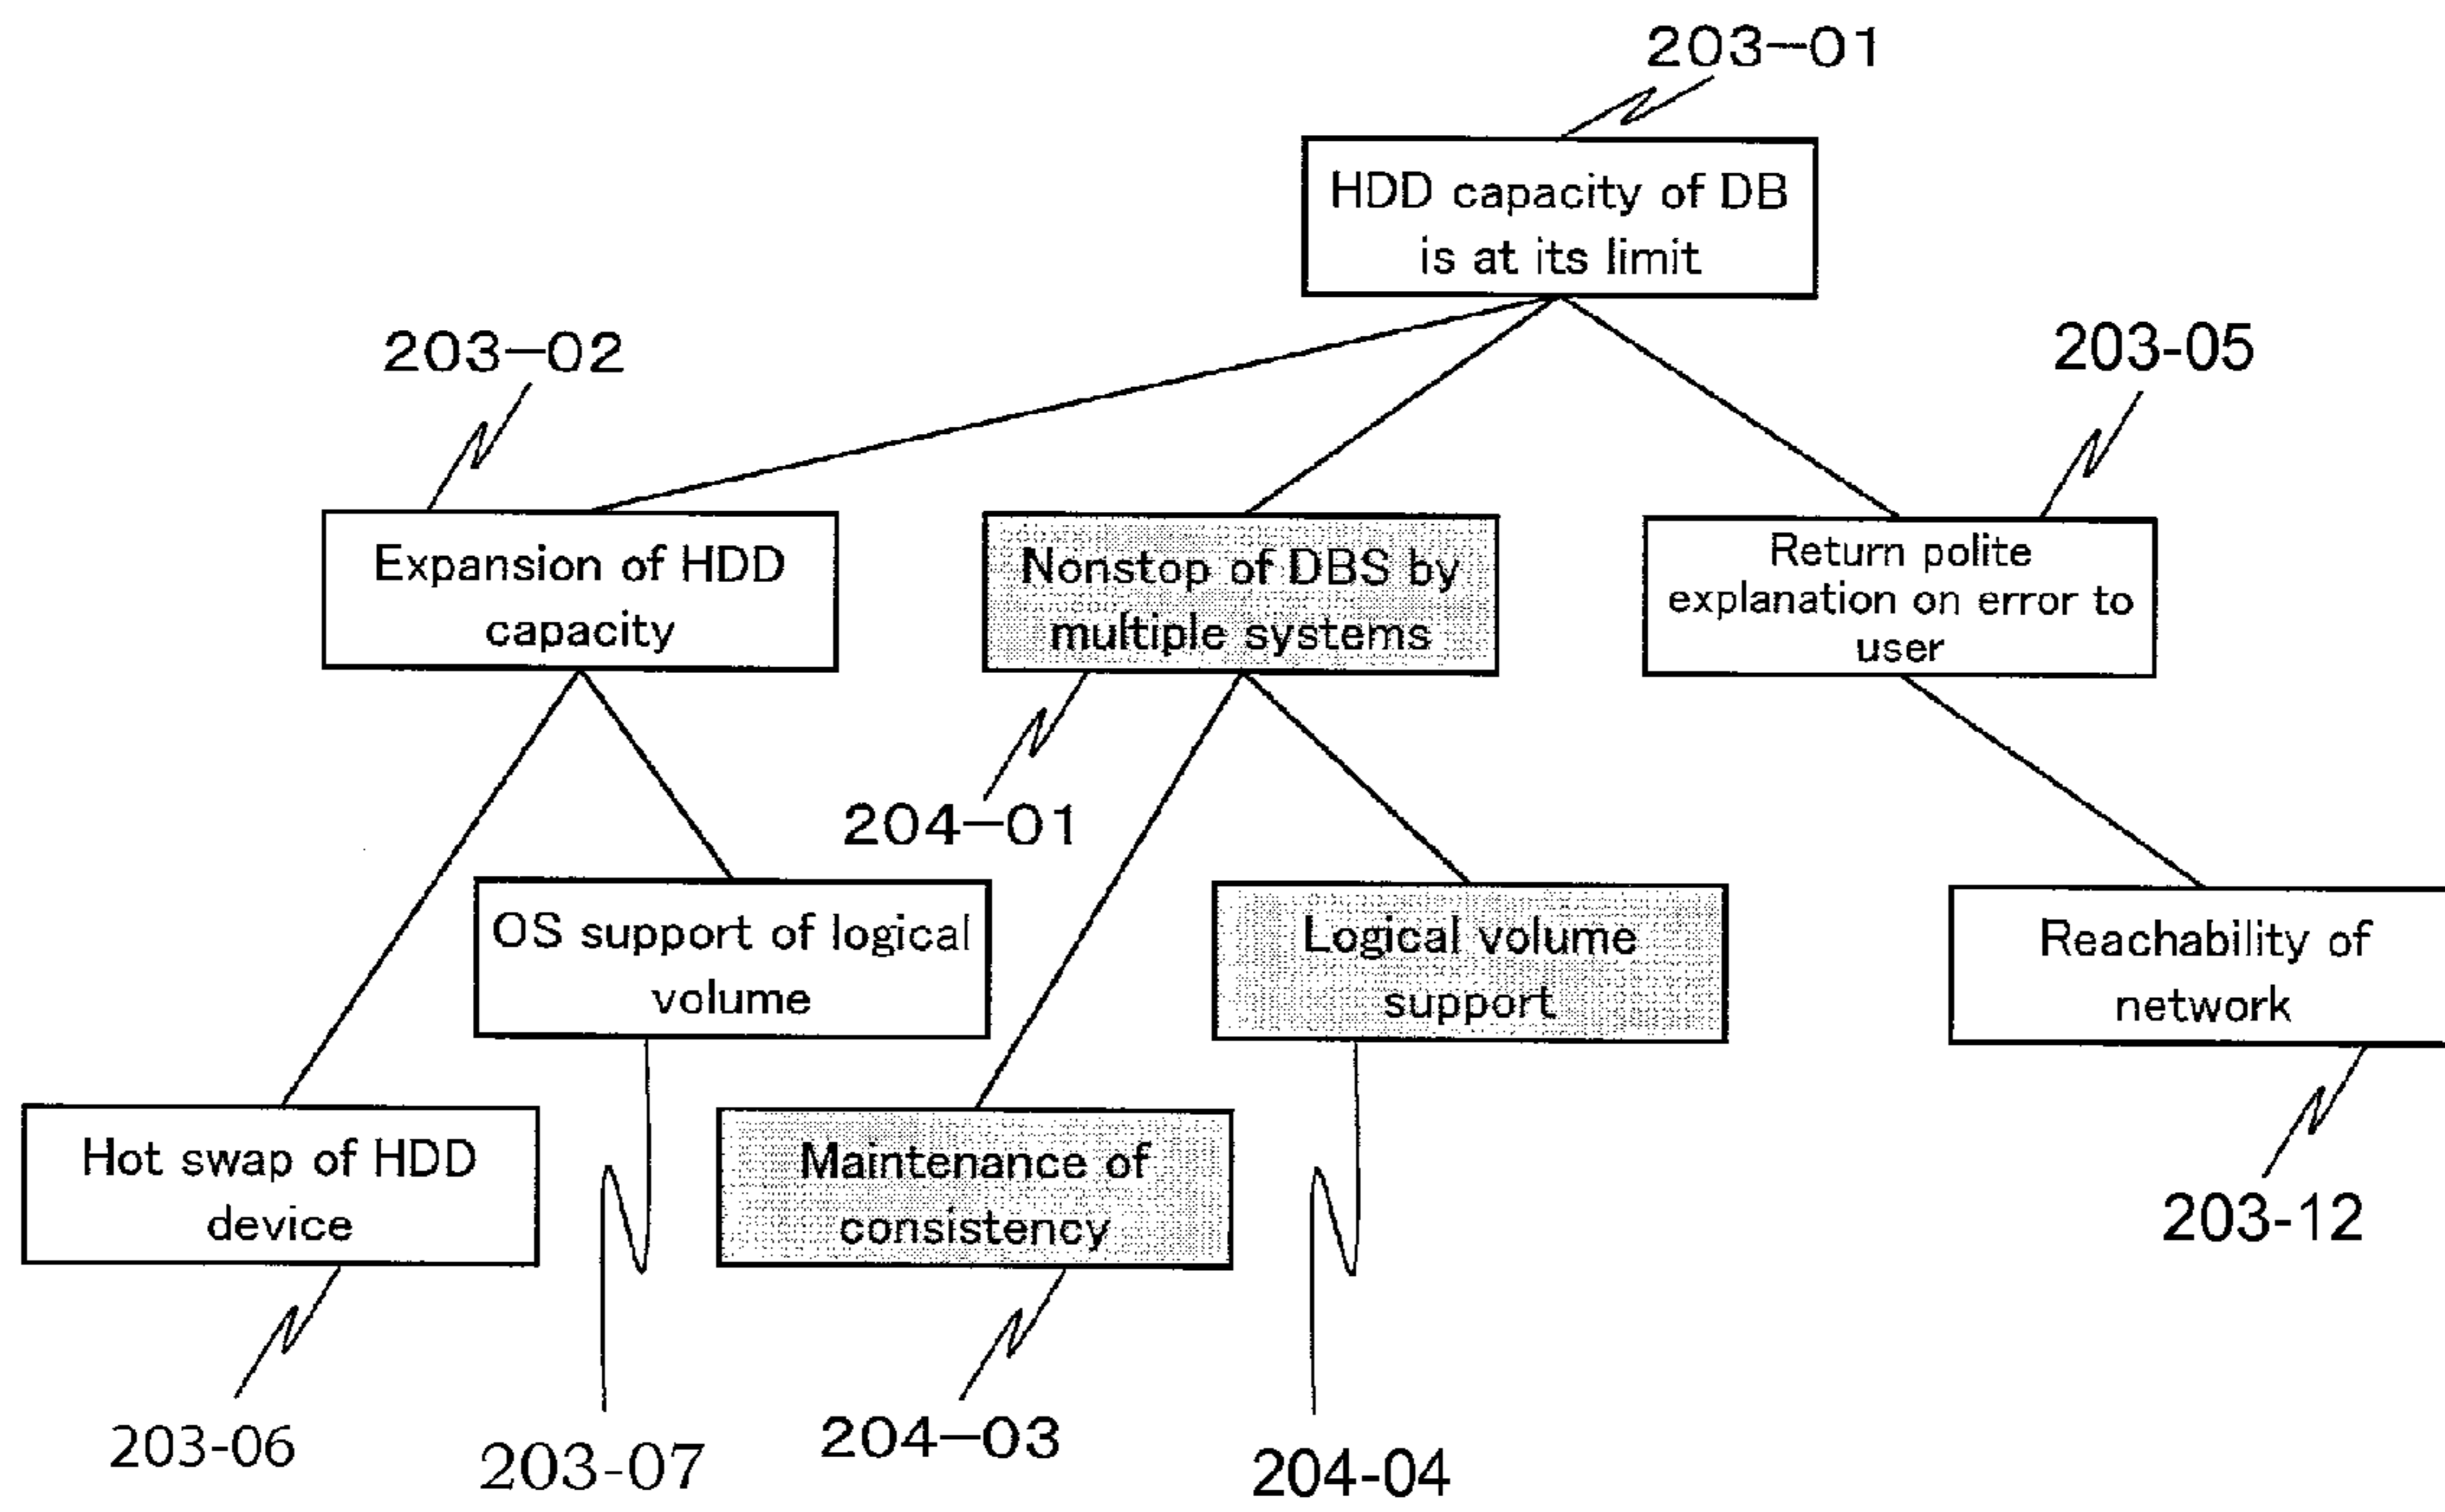 203-01
HDD capacity of DB
is at its limit
203-02
203-05
Expansion of HDD
capacity
Nonstop of DBS by
multiple systems
Return polite
explanation on error to
user
204-01
OS support of logical
volume
Logical volume
support
Reachability of
network
Hot swap of HDD
device
Maintenance of
consistency
203-12
203-06
203-07
204-03
204-04